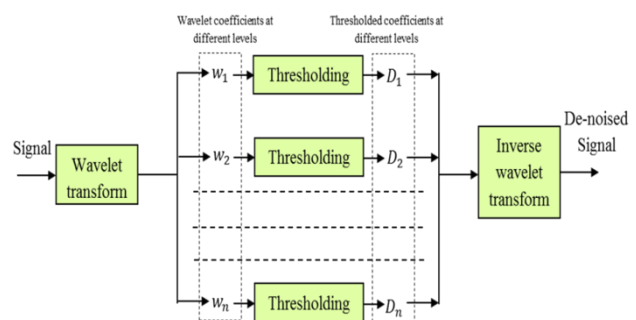 Wavelet coefficients at
different levels
Thresholded coefficients at
different levels
w₁
Thresholding
D₁
Signal
Wavelet
transform
w₂
Thresholding
D₂
Inverse
wavelet
transform
De-noised
Signal
wₙ
Thresholding
Dₙ